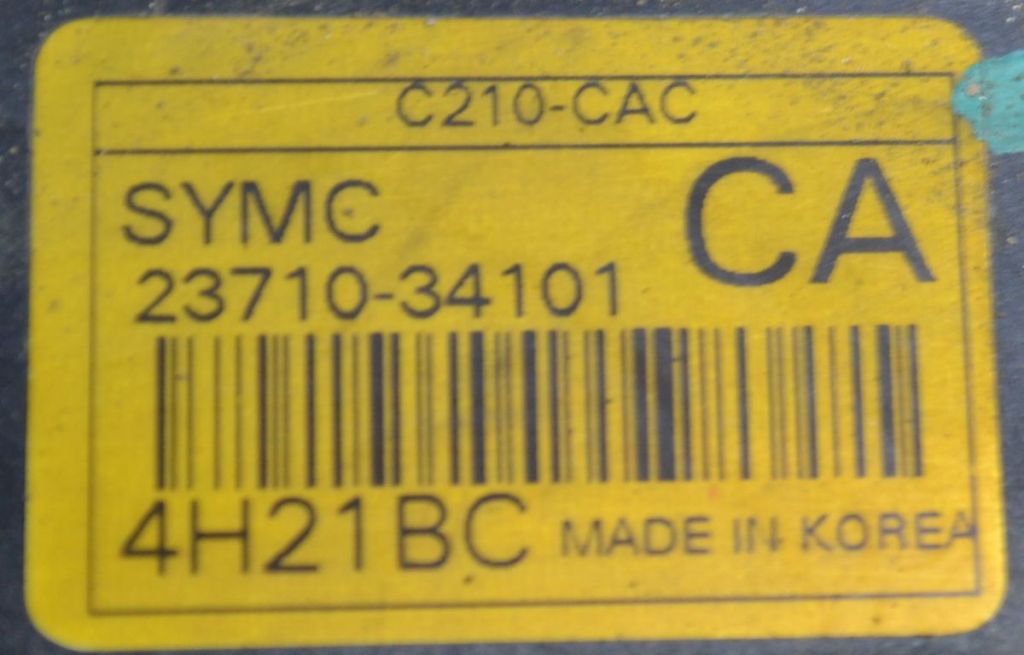 C210-CAC
SYMC CA
23710-34101
4H21BC MADE IN KOREA